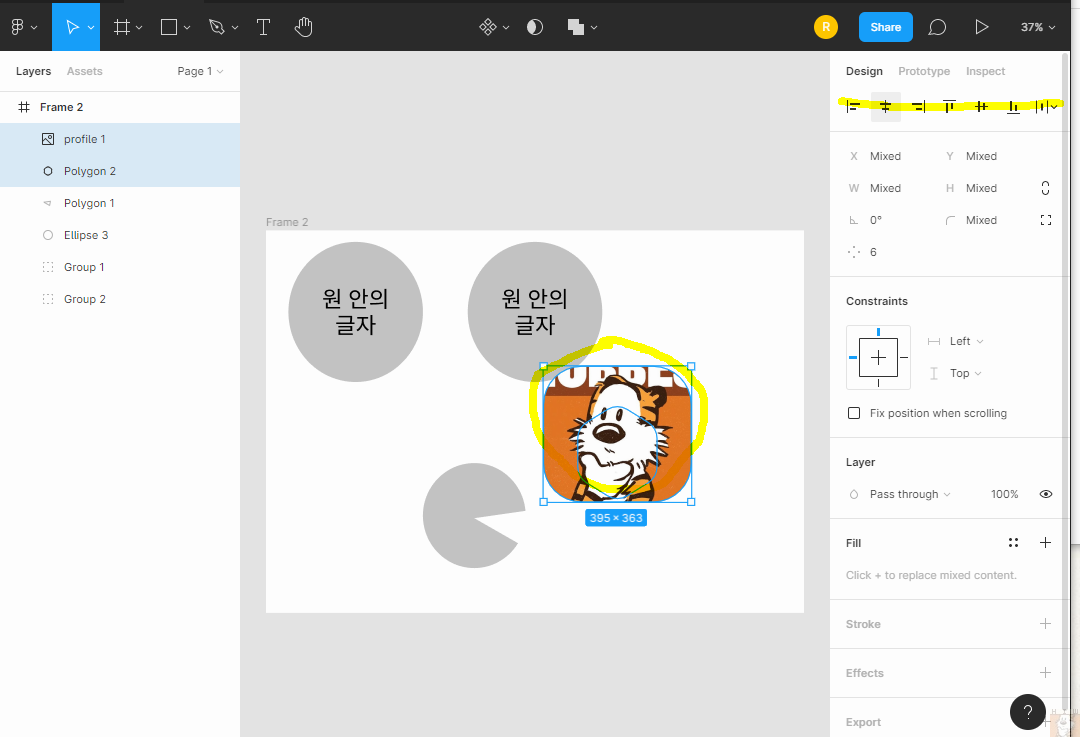 R
Share
37%
Layers
Assets
Page 1
Frame 2
profile 1
Polygon 2
Polygon 1
Ellipse 3
Group 1
Group 2
Frame 2
원 안의
글자
원 안의
글자
395 × 363
Design
Prototype
Inspect
X Mixed
Y Mixed
W Mixed
H Mixed
0°
Mixed
6
Constraints
Left
Top
Fix position when scrolling
Layer
Pass through
100%
Fill
Click + to replace mixed content.
Stroke
Effects
Export
?